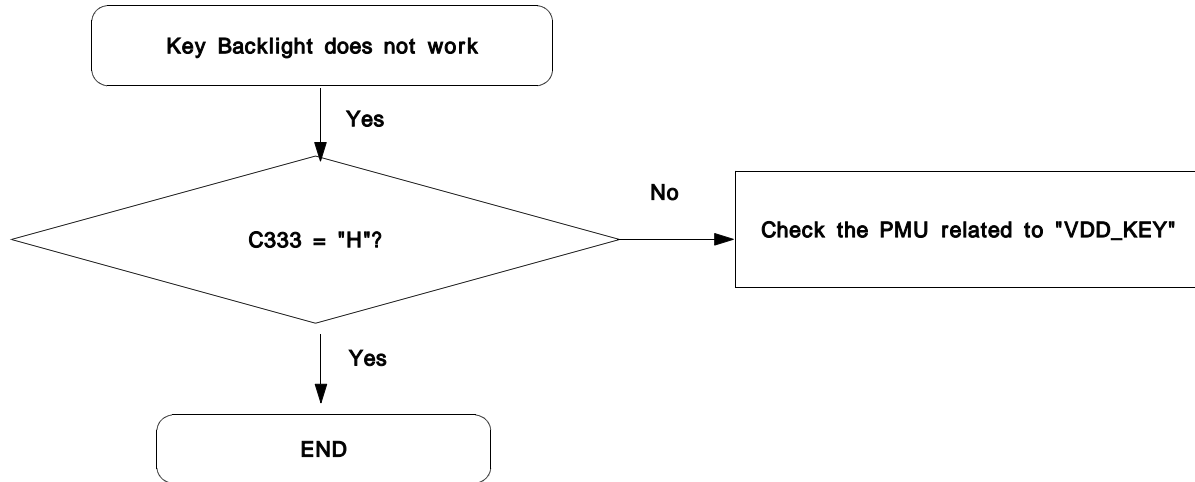 Key Backlight does not work
Yes
No
C333 = "H"?
Check the PMU related to "VDD_KEY"
Yes
END